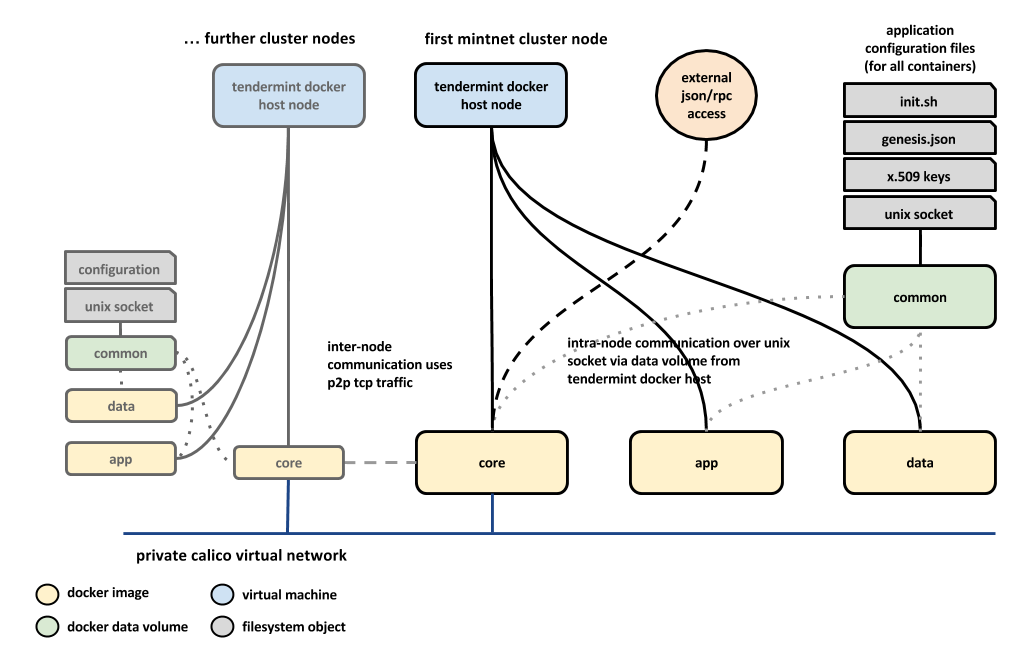 ... further cluster nodes
first mintnet cluster node
application
configuration files
(for all containers)
tendermint docker
host node
tendermint docker
host node
external
json/rpc
access
init.sh
genesis.json
x.509 keys
unix socket
configuration
unix socket
common
data
app
core
common
inter-node
communication uses
p2p tcp traffic
intra-node communication over unix
socket via data volume from
tendermint docker host
core
app
data
private calico virtual network
docker image
virtual machine
docker data volume
filesystem object